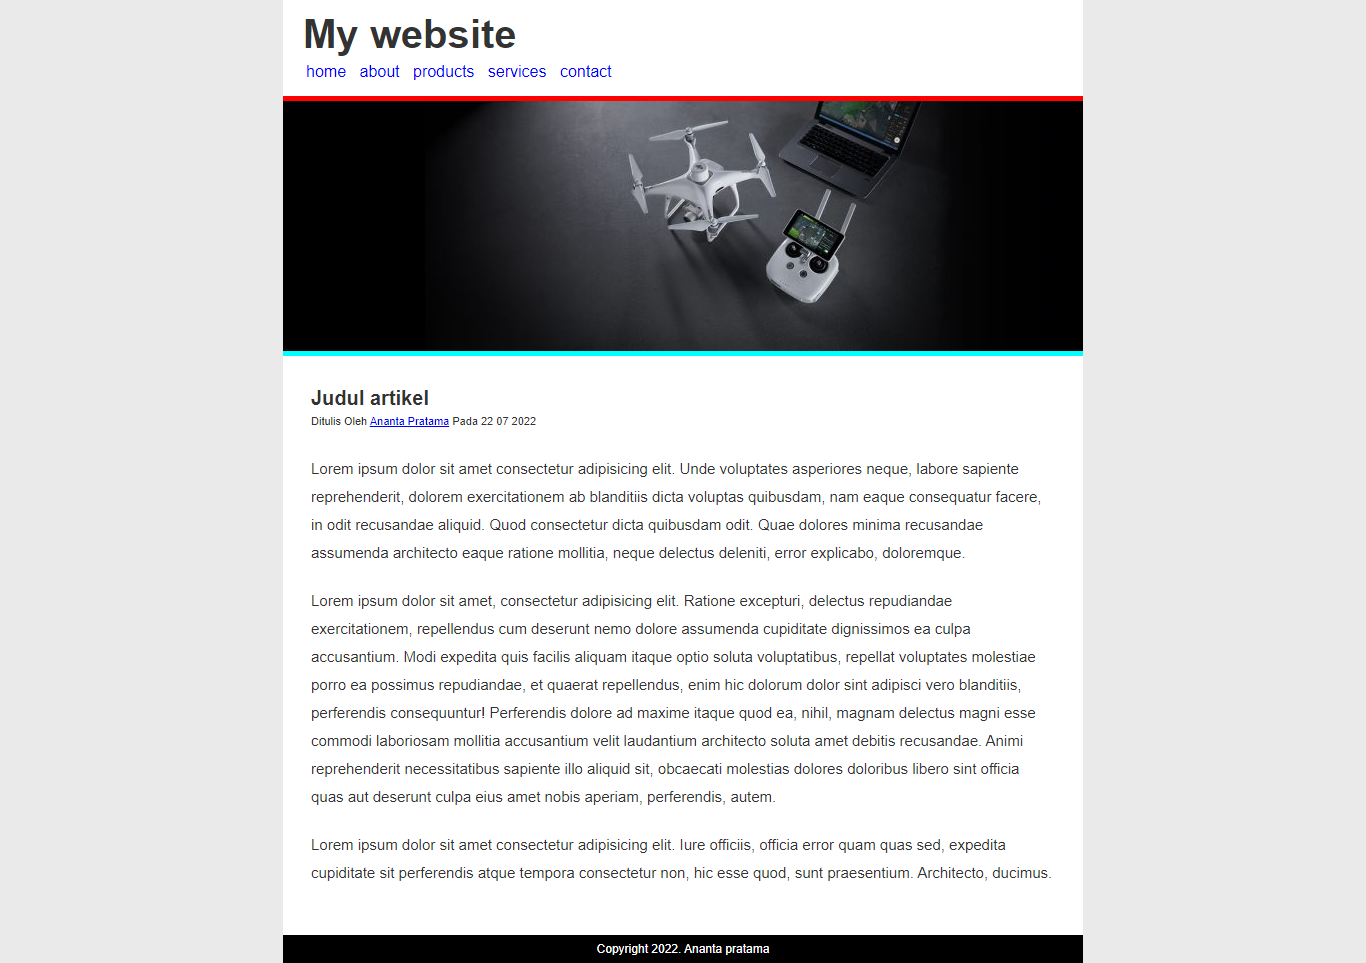 My website
home about products services contact
Judul artikel
Ditulis Oleh Ananta Pratama Pada 22 07 2022
Lorem ipsum dolor sit amet consectetur adipisicing elit. Unde voluptates asperiores neque, labore sapiente
reprehenderit, dolorem exercitationem ab blanditiis dicta voluptas quibusdam, nam eaque consequatur facere,
in odit recusandae aliquid. Quod consectetur dicta quibusdam odit. Quae dolores minima recusandae
assumenda architecto eaque ratione mollitia, neque delectus deleniti, error explicabo, doloremque.
Lorem ipsum dolor sit amet, consectetur adipisicing elit. Ratione excepturi, delectus repudiandae
exercitationem, repellendus cum deserunt nemo dolore assumenda cupiditate dignissimos ea culpa
accusantium. Modi expedita quis facilis aliquam itaque optio soluta voluptatibus, repellat voluptates molestiae
porro ea possimus repudiandae, et quaerat repellendus, enim hic dolorum dolor sint adipisci vero blanditiis,
perferendis consequuntur! Perferendis dolore ad maxime itaque quod ea, nihil, magnam delectus magni esse
commodi laboriosam mollitia accusantium velit laudantium architecto soluta amet debitis recusandae. Animi
reprehenderit necessitatibus sapiente illo aliquid sit, obcaecati molestias dolores doloribus libero sint officia
quas aut deserunt culpa eius amet nobis aperiam, perferendis, autem.
Lorem ipsum dolor sit amet consectetur adipisicing elit. Iure officiis, officia error quam quas sed, expedita
cupiditate sit perferendis atque tempora consectetur non, hic esse quod, sunt praesentium. Architecto, ducimus.
Copyright 2022. Ananta pratama